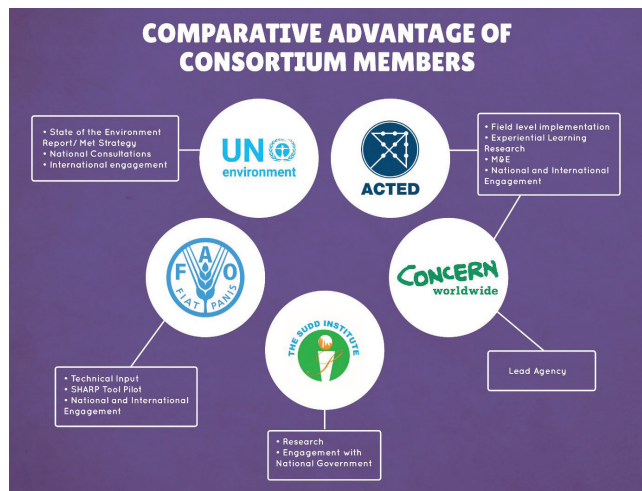 COMPARATIVE ADVANTAGE OF
CONSORTIUM MEMBERS
• State of the Environment
Report/ Met Strategy
• National Consultations
• International engagement
UN
environment
ACTED
• Field level implementation
• Experiential Learning
Research
• M&E
• National and International
Engagement
FAO
FIAT PANIS
CONCERN
worldwide
THE SUDD INSTITUTE
• Technical Input
• SHARP Tool Pilot
• National and International
Engagement
Lead Agency
• Research
• Engagement with
National Government